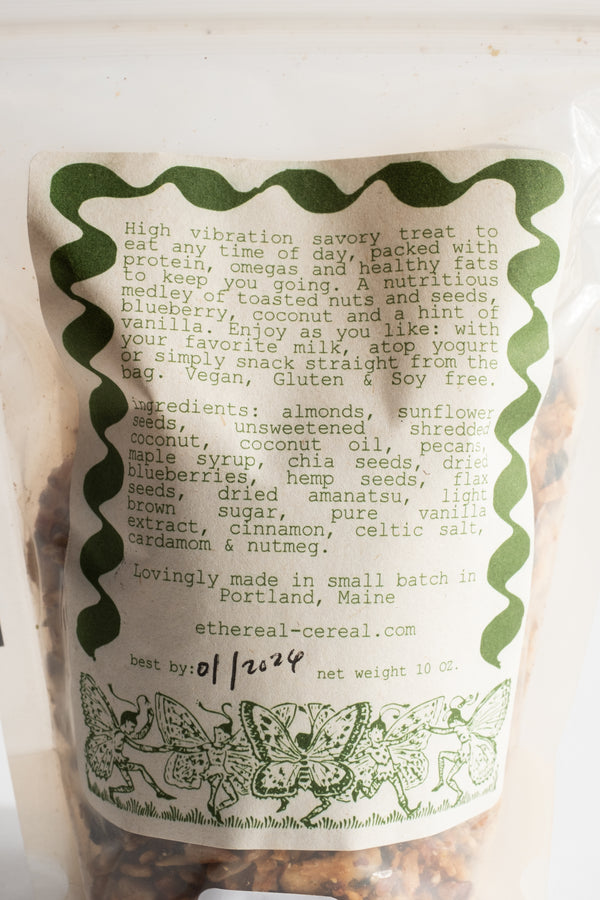 High vibration savory treat to
eat any time of day, packed with
protein, omegas and healthy fats
to keep you going. A nutritious
medley of toasted nuts and seeds,
blueberry, coconut and a hint of
vanilla. Enjoy as you like: with
your favorite milk, atop yogurt
or simply snack straight from the
bag. Vegan, Gluten & Soy free.
ingredients: almonds, sunflower
seeds, unsweetened shredded
coconut, coconut oil, pecans,
maple syrup, chia seeds, dried
blueberries, hemp seeds, flax
seeds, dried amanatsu, light
brown sugar, pure vanilla
extract, cinnamon, celtic salt,
cardamom & nutmeg.
Lovingly made in small batch in
Portland, Maine
ethereal-cereal.com
best by: 01/2024 net weight 10 oz.